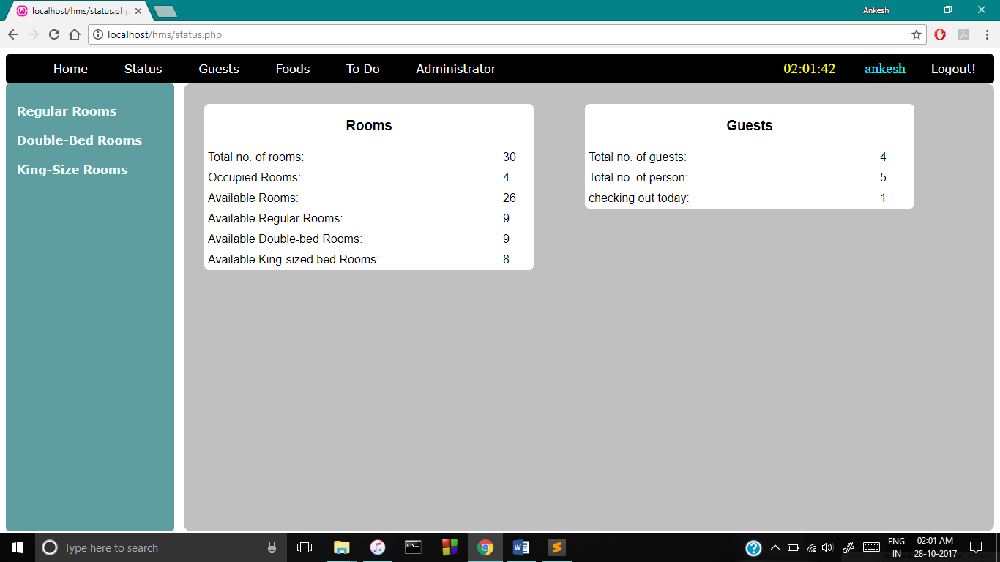 localhost/hms/status.php
Ankesh
localhost/hms/status.php
Home Status Guests Foods To Do Administrator 02:01:42 ankesh Logout!
Regular Rooms
Double-Bed Rooms
King-Size Rooms
Rooms
Total no. of rooms: 30
Occupied Rooms: 4
Available Rooms: 26
Available Regular Rooms: 9
Available Double-bed Rooms: 9
Available King-sized bed Rooms: 8
Guests
Total no. of guests: 4
Total no. of person: 5
checking out today: 1
Type here to search
ENG
IN
02:01 AM
28-10-2017